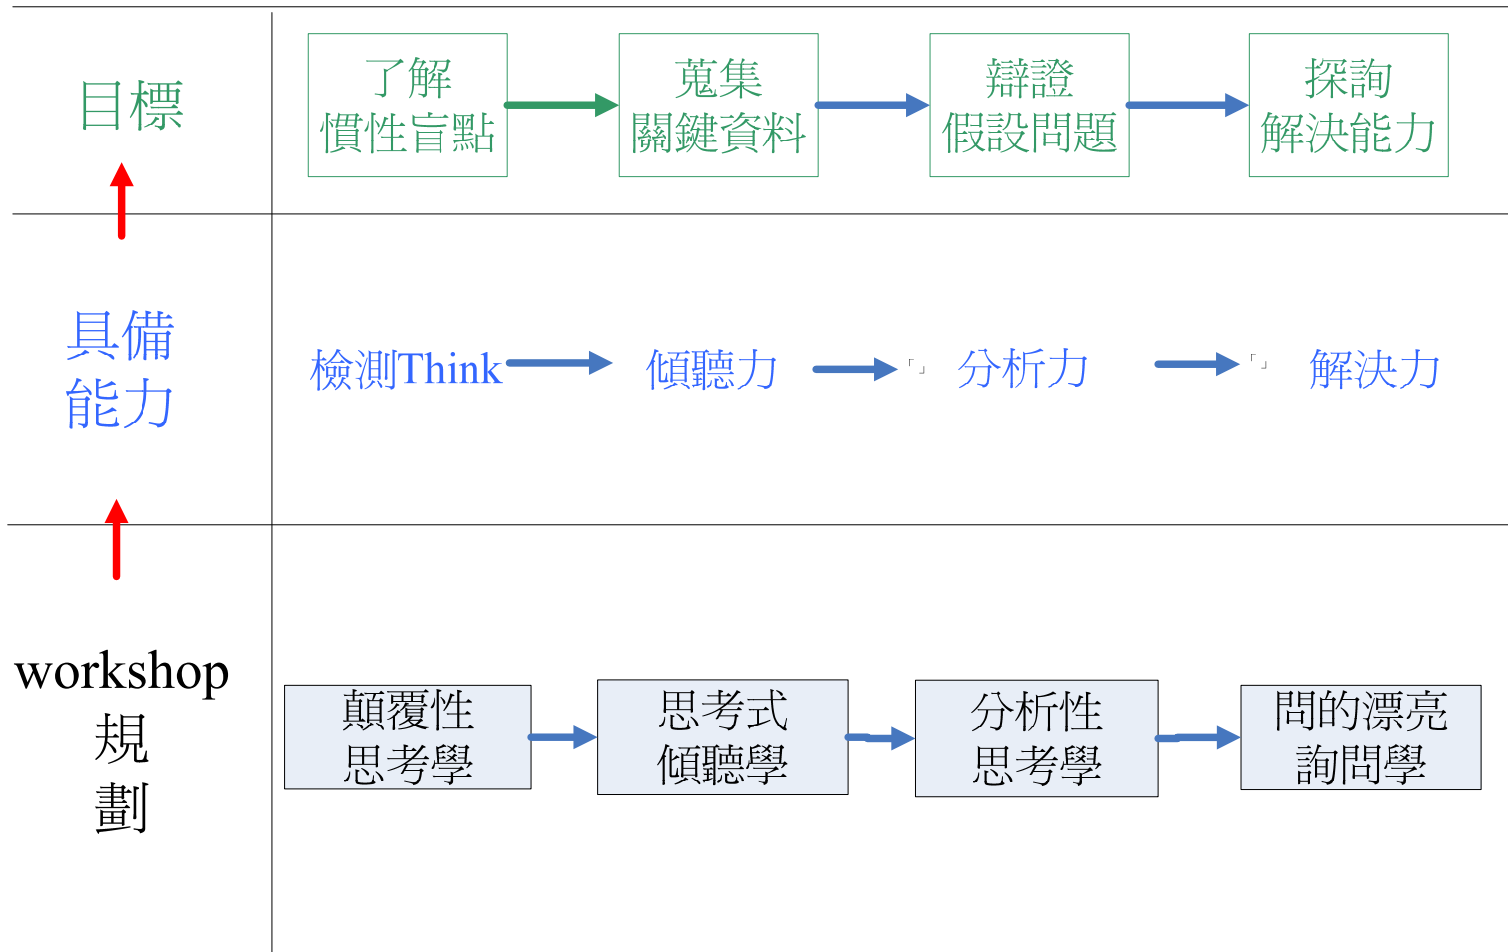 目標
了解
慣性盲點
蒐集
關鍵資料
辯證
假設問題
探詢
解決能力
具備
能力
檢測Think
傾聽力
「」
分析力
「」
解決力
workshop
規
劃
顛覆性
思考學
思考式
傾聽學
分析性
思考學
問的漂亮
詢問學